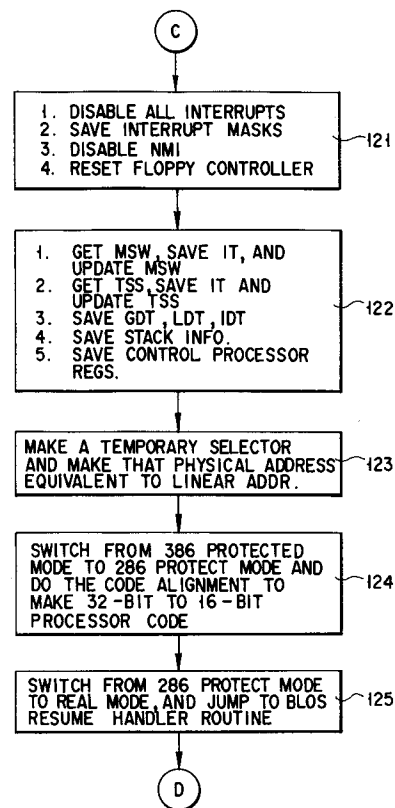 C
1. DISABLE ALL INTERRUPTS
2. SAVE INTERRUPT MASKS
3. DISABLE NMI
4. RESET FLOPPY CONTROLLER
121
1. GET MSW, SAVE IT, AND
UPDATE MSW
2. GET TSS, SAVE IT AND
UPDATE TSS
3. SAVE GDT, LDT, IDT
4. SAVE STACK INFO.
5. SAVE CONTROL PROCESSOR
REGS.
122
MAKE A TEMPORARY SELECTOR
AND MAKE THAT PHYSICAL ADDRESS
EQUIVALENT TO LINEAR ADDR.
123
SWITCH FROM 386 PROTECTED
MODE TO 286 PROTECT MODE AND
DO THE CODE ALIGNMENT TO
MAKE 32-BIT TO 16-BIT
PROCESSOR CODE
124
SWITCH FROM 286 PROTECT MODE
TO REAL MODE, AND JUMP TO BLOS
RESUME HANDLER ROUTINE
125
D